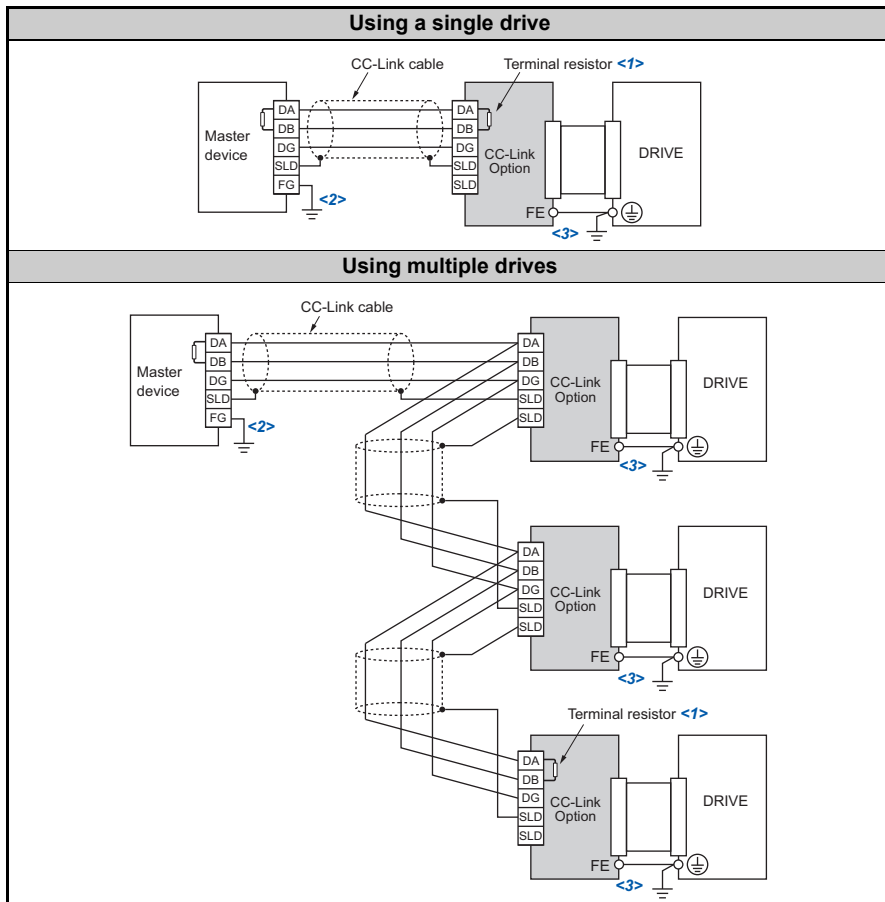 Using a single drive
CC-Link cable
Terminal resistor <1>
Master
device
DA
DB
DG
SLD
FG
<2>
DA
DB
DG
SLD
SLD
CC-Link
Option
FE
<3>
DRIVE
Using multiple drives
CC-Link cable
Master
device
DA
DB
DG
SLD
FG
<2>
DA
DB
DG
SLD
SLD
CC-Link
Option
FE
<3>
DRIVE
DA
DB
DG
SLD
SLD
CC-Link
Option
FE
<3>
DRIVE
Terminal resistor <1>
DA
DB
DG
SLD
SLD
CC-Link
Option
FE
<3>
DRIVE